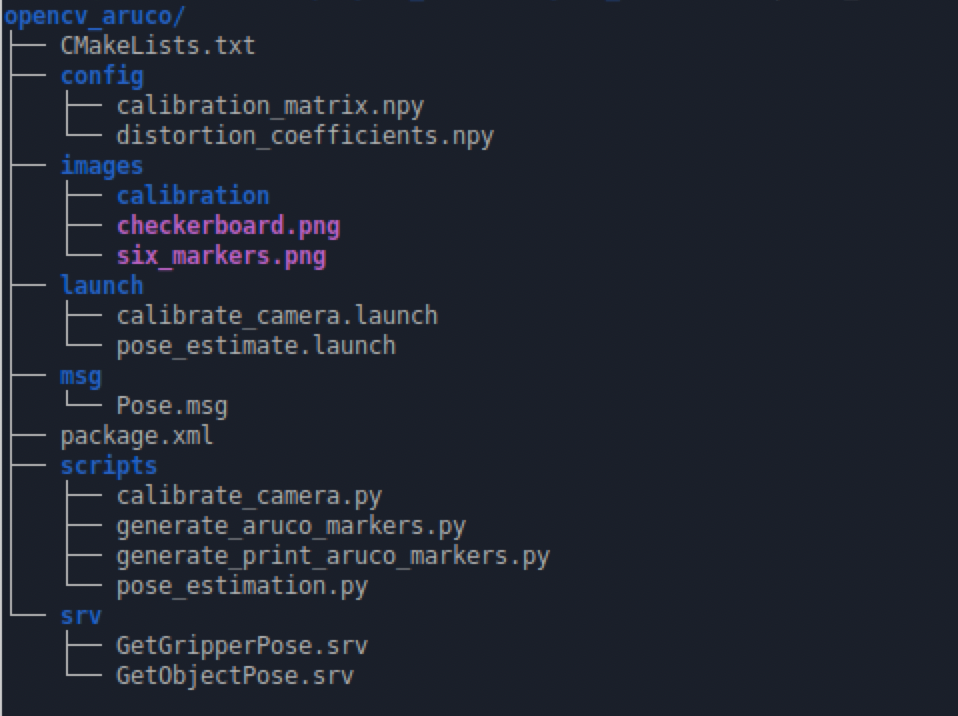 opencv_aruco/
├── CMakeLists.txt
├── config
│   ├── calibration_matrix.npy
│   └── distortion_coefficients.npy
├── images
│   ├── calibration
│   ├── checkerboard.png
│   └── six_markers.png
├── launch
│   ├── calibrate_camera.launch
│   └── pose_estimate.launch
├── msg
│   └── Pose.msg
├── package.xml
├── scripts
│   ├── calibrate_camera.py
│   ├── generate_aruco_markers.py
│   ├── generate_print_aruco_markers.py
│   └── pose_estimation.py
└── srv
    ├── GetGripperPose.srv
    └── GetObjectPose.srv